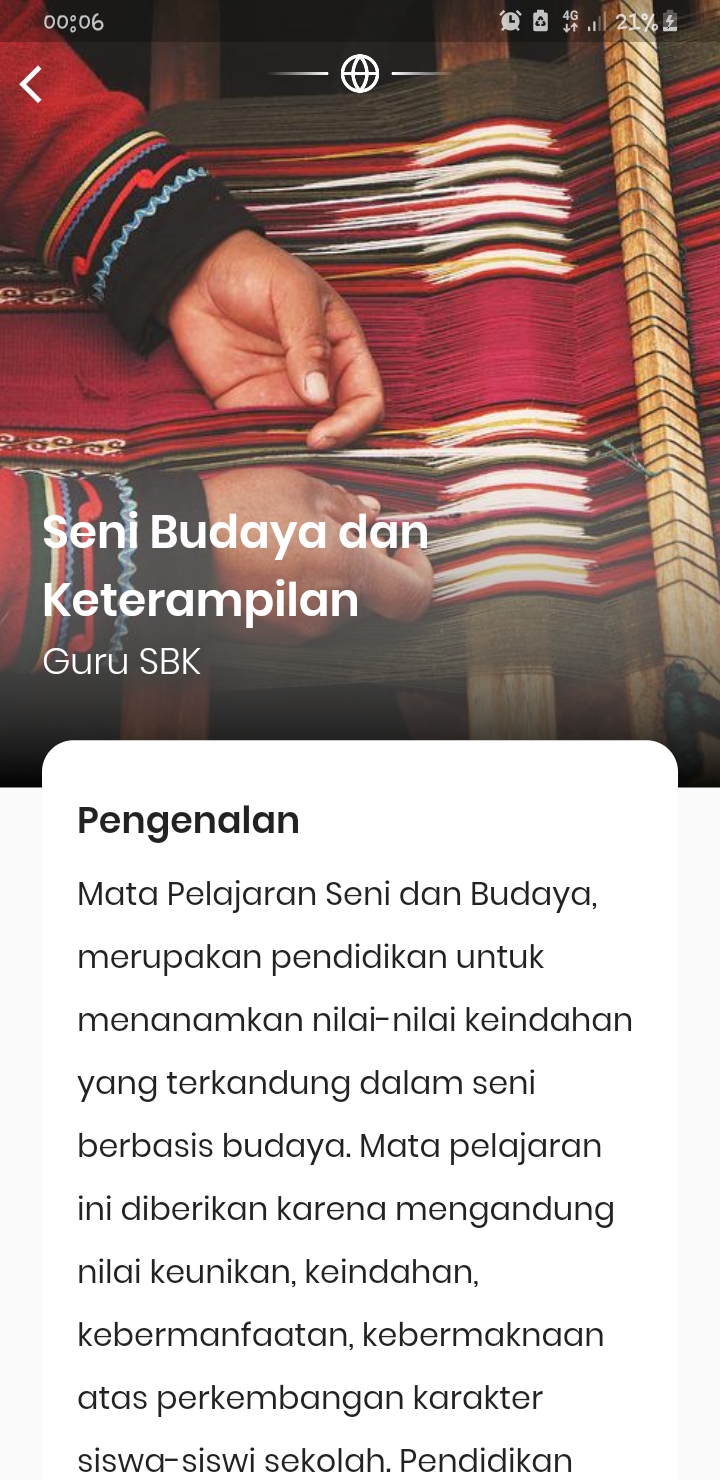 00:06
4G
21%
Seni Budaya dan
Keterampilan
Guru SBK
Pengenalan
Mata Pelajaran Seni dan Budaya,
merupakan pendidikan untuk
menanamkan nilai-nilai keindahan
yang terkandung dalam seni
berbasis budaya. Mata pelajaran
ini diberikan karena mengandung
nilai keunikan, keindahan,
kebermanfaatan, kebermaknaan
atas perkembangan karakter
siswa-siswi sekolah. Pendidikan